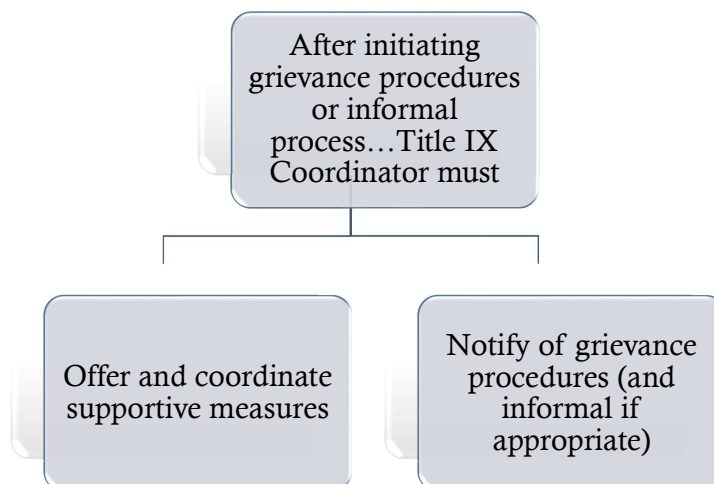 After initiating
grievance procedures
or informal
process…Title IX
Coordinator must
Offer and coordinate
supportive measures
Notify of grievance
procedures (and
informal if
appropriate)